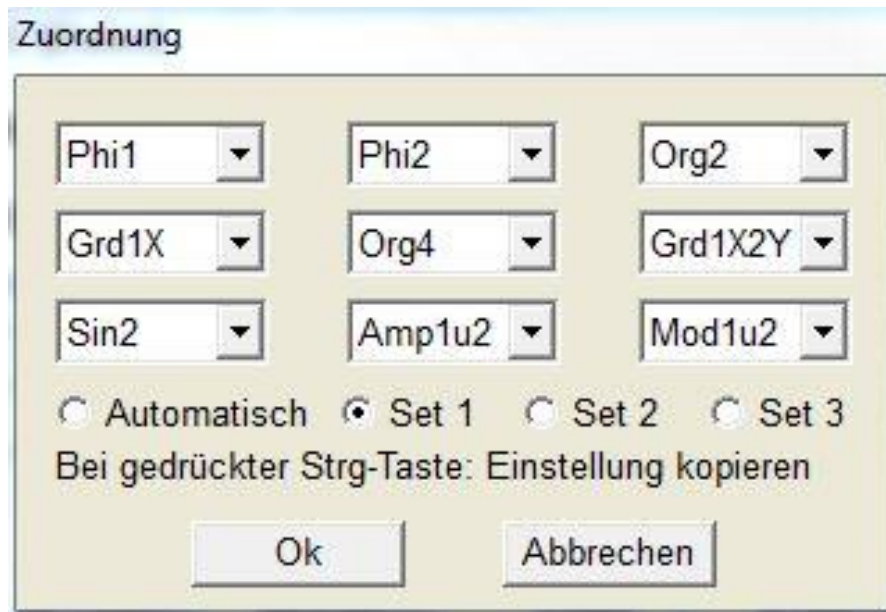 Zuordnung
Phi1 Phi2 Org2
Grd1X Org4 Grd1X2Y
Sin2 Amp1u2 Mod1u2
Automatisch Set 1 Set 2 Set 3
Bei gedrückter Strg-Taste: Einstellung kopieren
Ok Abbrechen